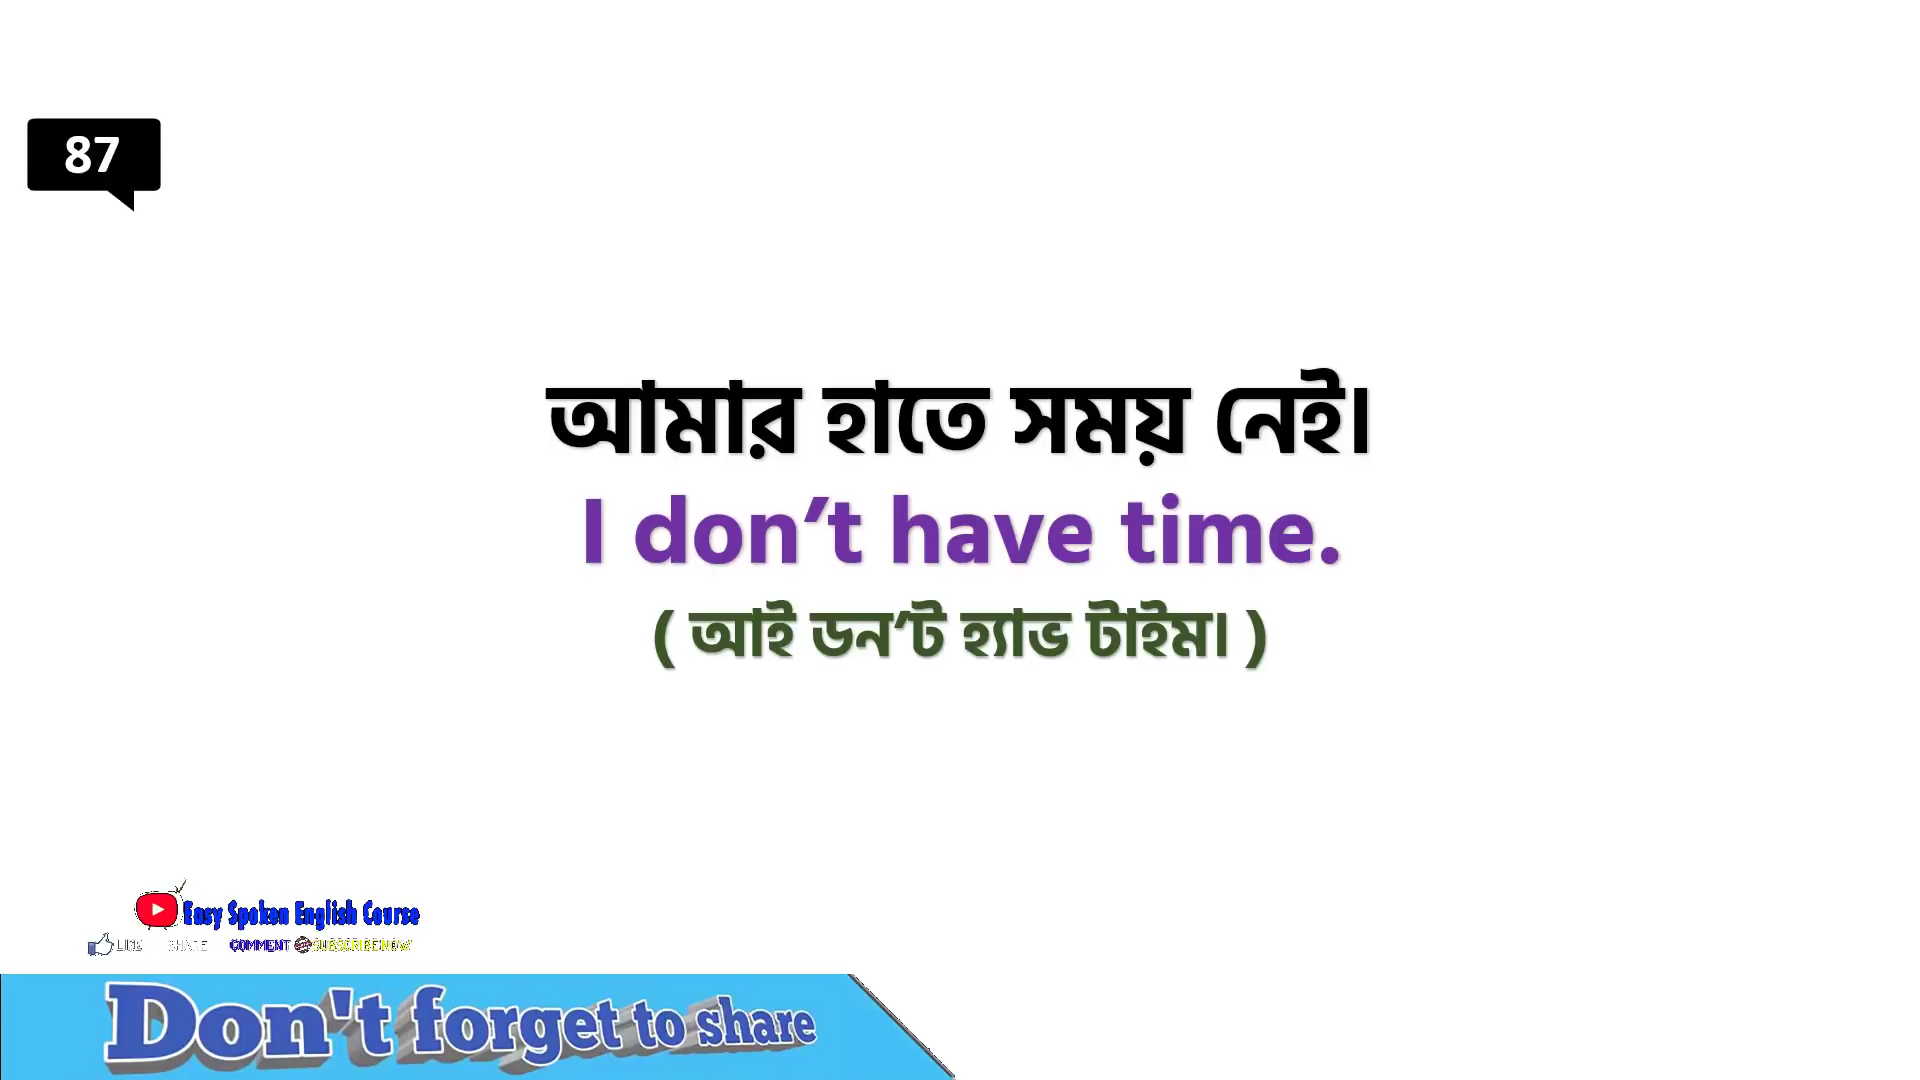 87
আমার হাতে সময় নেই।
I don’t have time.
( আই ডন’ট হ্যাভ টাইম। )
Easy Spoken English Course
LIKE SHARE COMMENT SUBSCRIBE NOW
Don't forget to share